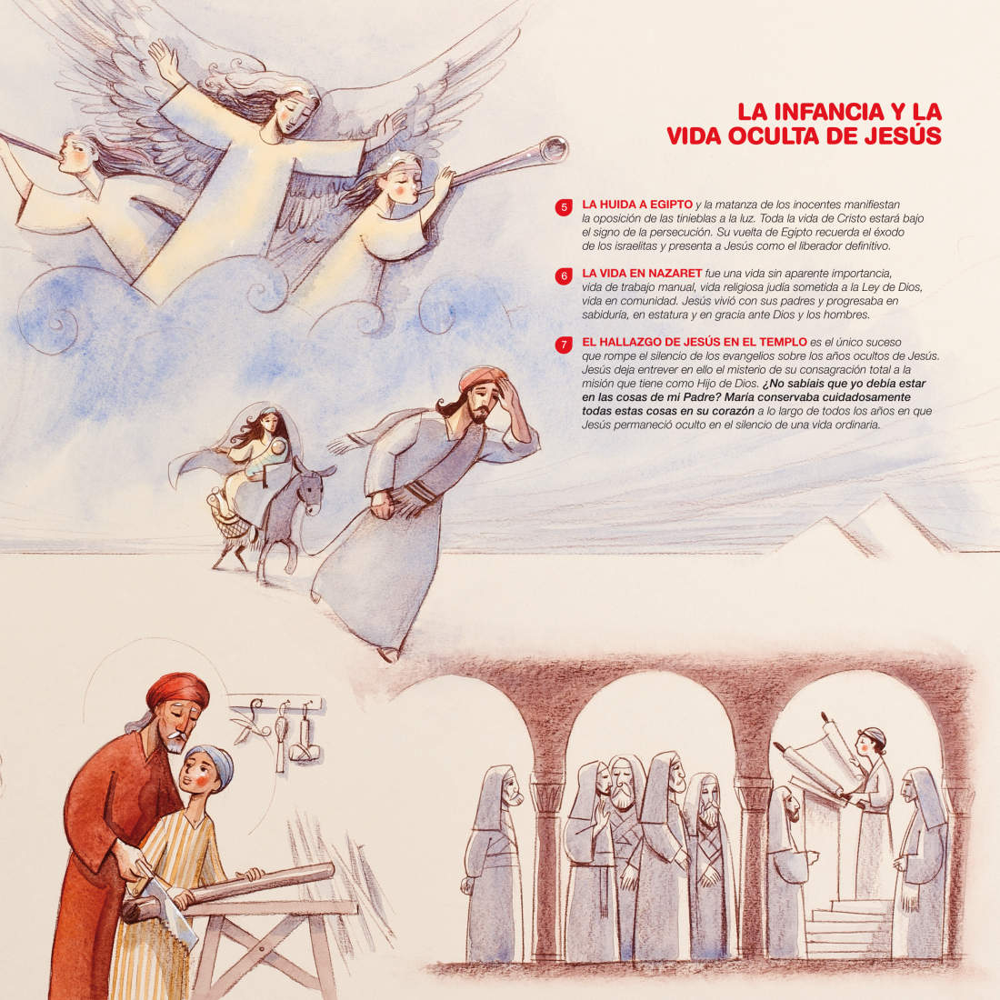 LA INFANCIA Y LA
VIDA OCULTA DE JESÚS
5 LA HUIDA A EGIPTO y la matanza de los inocentes manifiestan
la oposición de las tinieblas a la luz. Toda la vida de Cristo estará bajo
el signo de la persecución. Su vuelta de Egipto recuerda el éxodo
de los israelitas y presenta a Jesús como el liberador definitivo.
6 LA VIDA EN NAZARET fue una vida sin aparente importancia,
vida de trabajo manual, vida religiosa judía sometida a la Ley de Dios,
vida en comunidad. Jesús vivió con sus padres y progresaba en
sabiduría, en estatura y en gracia ante Dios y los hombres.
7 EL HALLAZGO DE JESÚS EN EL TEMPLO es el único suceso
que rompe el silencio de los evangelios sobre los años ocultos de Jesús.
Jesús deja entrever en ello el misterio de su consagración total a la
misión que tiene como Hijo de Dios. ¿No sabíais que yo debía estar
en las cosas de mi Padre? María conservaba cuidadosamente
todas estas cosas en su corazón a lo largo de todos los años en que
Jesús permaneció oculto en el silencio de una vida ordinaria.